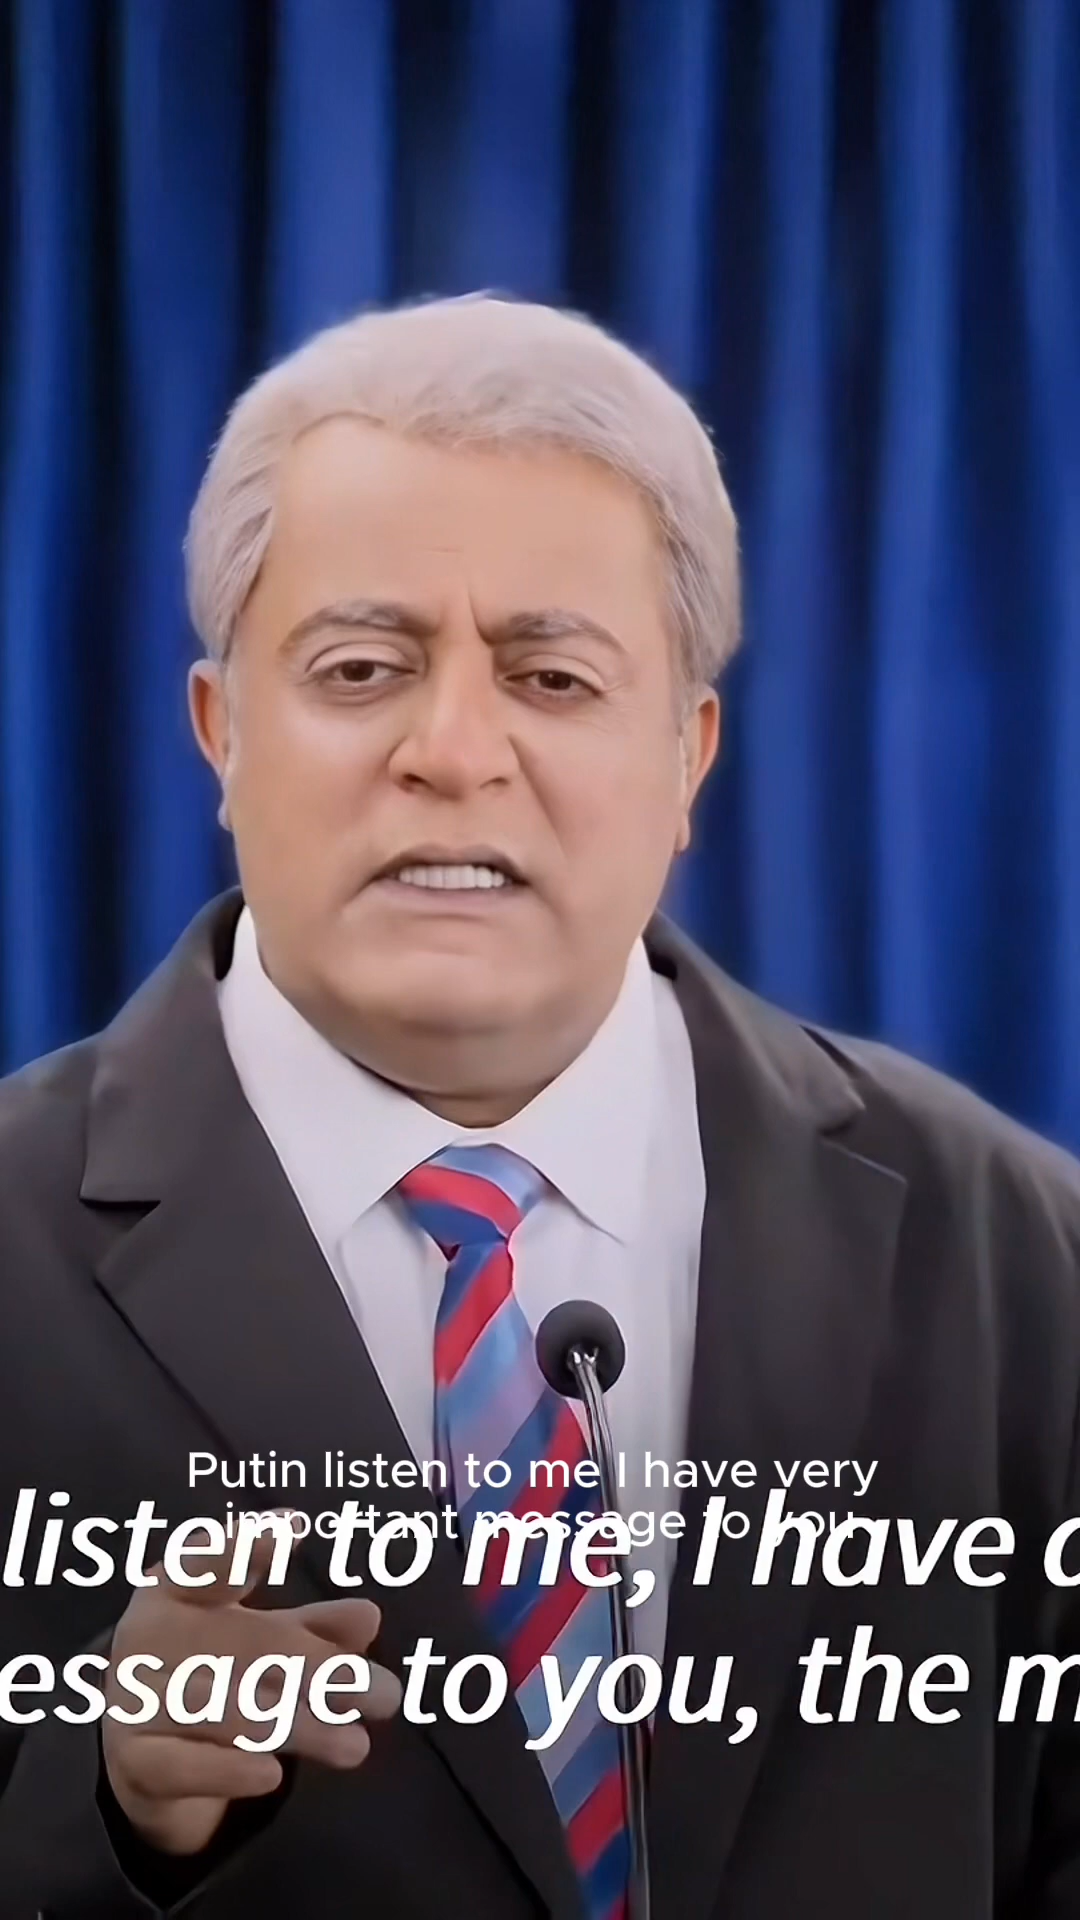 Putin listen to me I have very
important message to you
listen to me, I have a
essage to you, the m